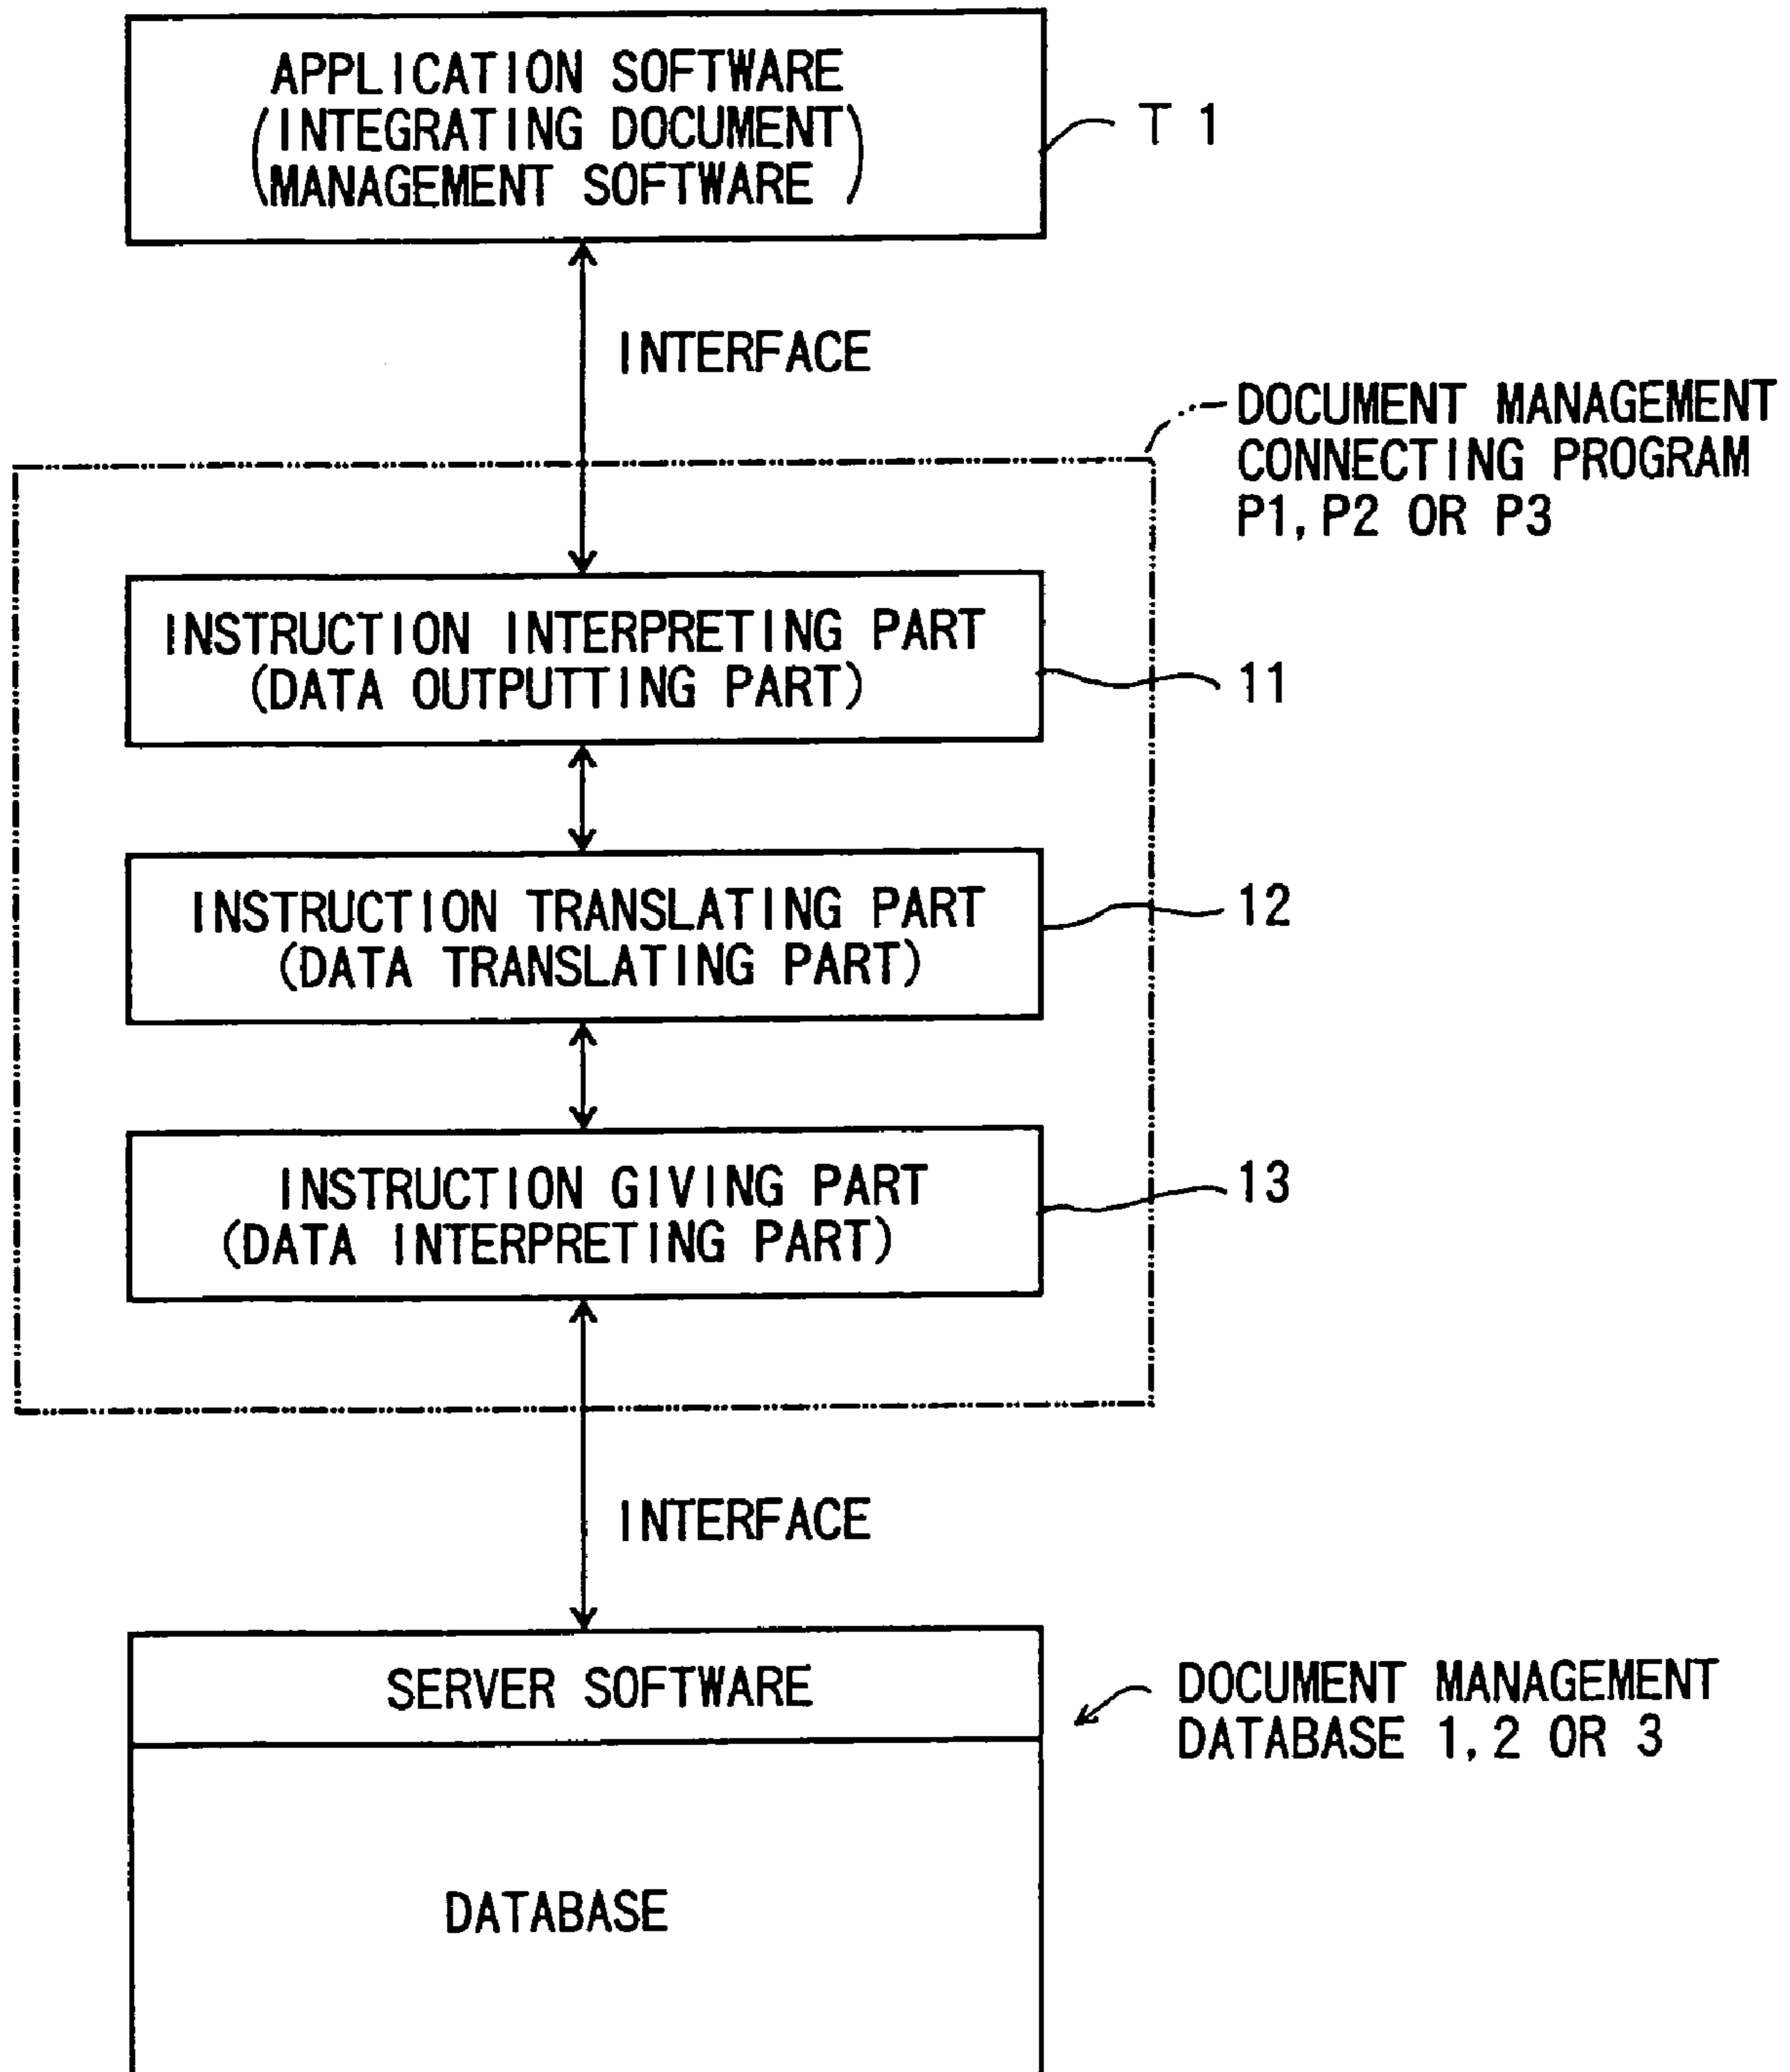 APPLICATION SOFTWARE
(INTEGRATING DOCUMENT
MANAGEMENT SOFTWARE)
T 1
INTERFACE
DOCUMENT MANAGEMENT
CONNECTING PROGRAM
P1, P2 OR P3
INSTRUCTION INTERPRETING PART
(DATA OUTPUTTING PART)
11
INSTRUCTION TRANSLATING PART
(DATA TRANSLATING PART)
12
INSTRUCTION GIVING PART
(DATA INTERPRETING PART)
13
INTERFACE
SERVER SOFTWARE
DOCUMENT MANAGEMENT
DATABASE 1, 2 OR 3
DATABASE